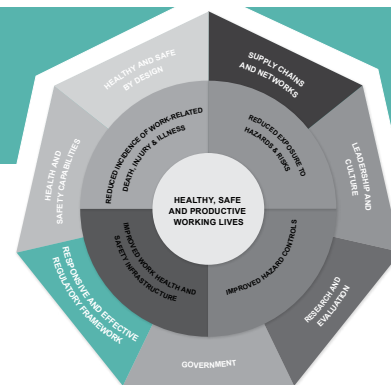 HEALTHY AND SAFE
BY DESIGN
SUPPLY CHAINS
AND NETWORKS
LEADERSHIP AND
CULTURE
RESEARCH AND
EVALUATION
GOVERNMENT
RESPONSIVE AND EFFECTIVE
REGULATORY FRAMEWORK
HEALTH AND
SAFETY CAPABILITIES
REDUCED INCIDENCE OF WORK-RELATED
DEATH, INJURY & ILLNESS
REDUCED EXPOSURE TO
HAZARDS & RISKS
IMPROVED HAZARD CONTROLS
IMPROVED WORK HEALTH AND
SAFETY INFRASTRUCTURE
HEALTHY, SAFE
AND PRODUCTIVE
WORKING LIVES